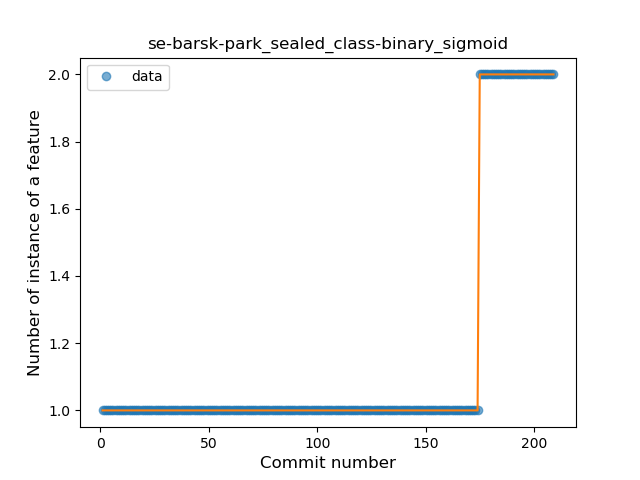 se-barsk-park_sealed_class-binary_sigmoid
data
Number of instance of a feature
2.0
1.8
1.6
1.4
1.2
1.0
0
50
100
150
200
Commit number